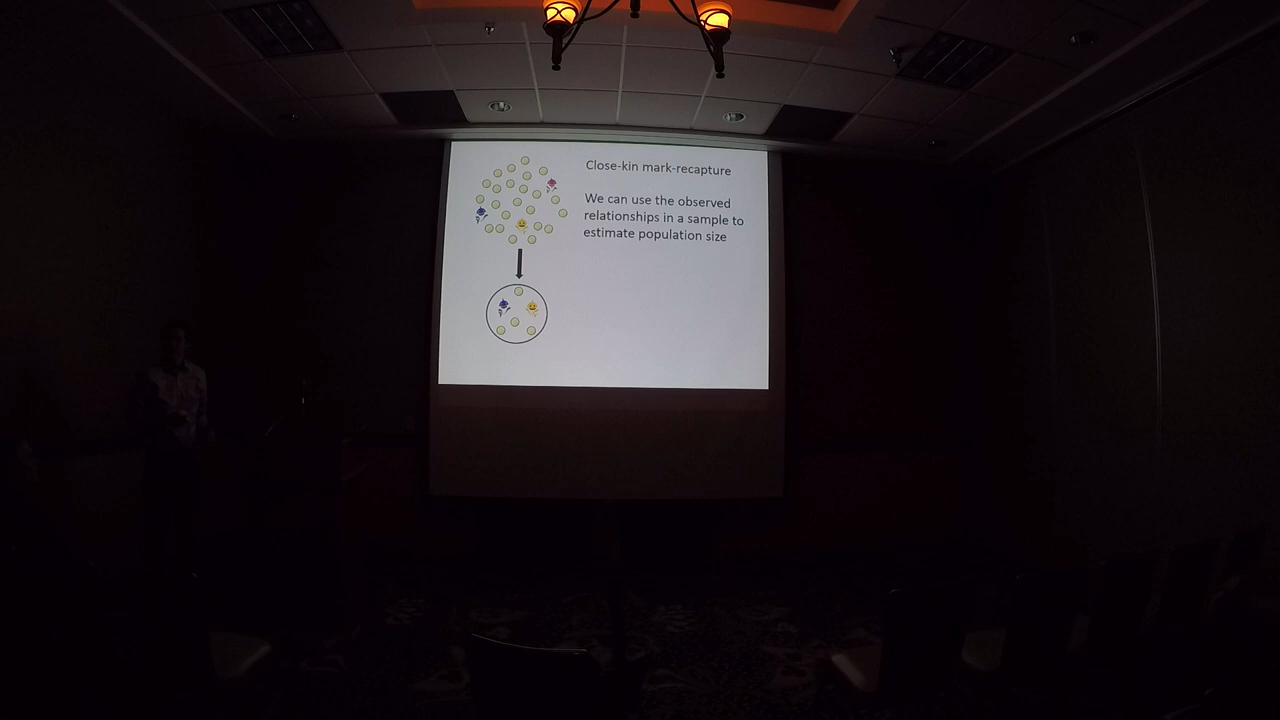 Close-kin mark-recapture
We can use the observed
relationships in a sample to
estimate population size